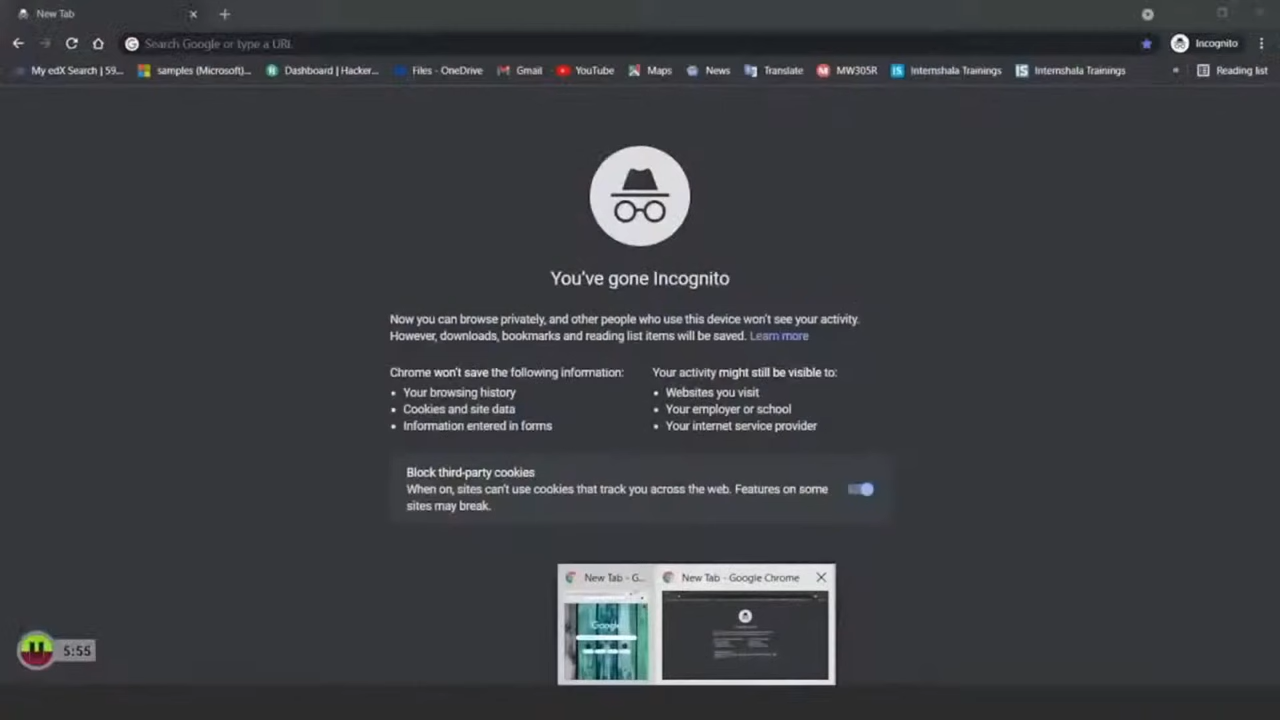 New Tab
Search Google or type a URL
Incognito
My edX Search | 59...
samples (Microsoft)...
Dashboard | Hacker...
Files - OneDrive
Gmail
YouTube
Maps
News
Translate
MW305R
Internshala Trainings
Internshala Trainings
Reading list
You've gone Incognito
Now you can browse privately, and other people who use this device won't see your activity.
However, downloads, bookmarks and reading list items will be saved. Learn more
Chrome won't save the following information:
Your browsing history
Cookies and site data
Information entered in forms
Your activity might still be visible to:
Websites you visit
Your employer or school
Your internet service provider
Block third-party cookies
When on, sites can't use cookies that track you across the web. Features on some
sites may break.
New Tab - G...
New Tab - Google Chrome
Google
5:55